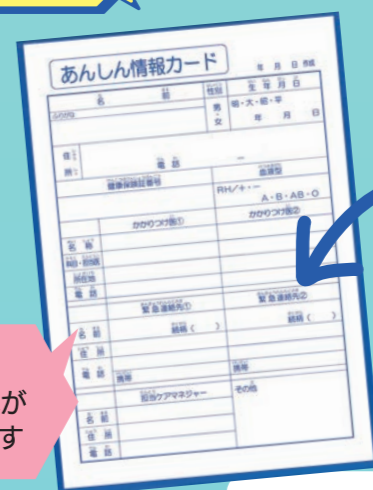 あんしん情報カード
年 月 日 作成
ふりがな
名 前
性別
生年月日
男・女
明・大・昭・平
年 月 日
住所
電話 －
健康保険証番号
血液型
RH/＋・－
A・B・AB・O
かかりつけ医①
かかりつけ医②
名称
科目・担当医
所在地
電話
緊急連絡先①
緊急連絡先②
名前
続柄（ ）
続柄（ ）
住所
電話
携帯
携帯
担当ケアマネジャー
その他
名前
住所
電話
が
す